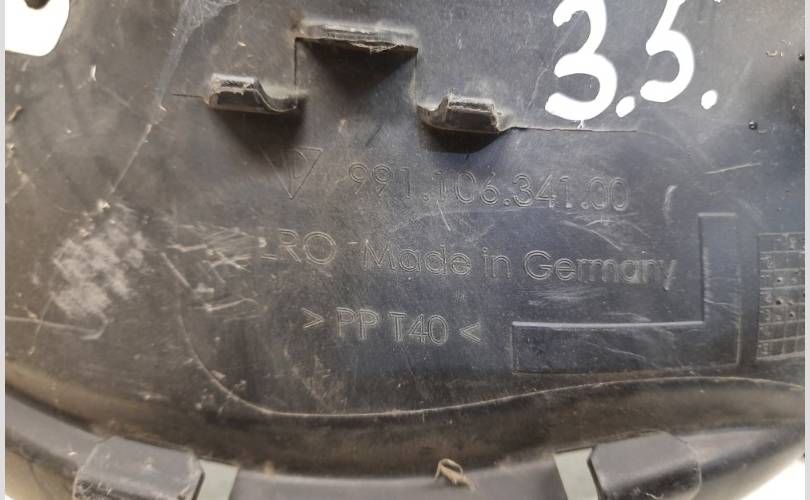 3.5.
991.106.341.00
LRO Made in Germany
> PP T40 <